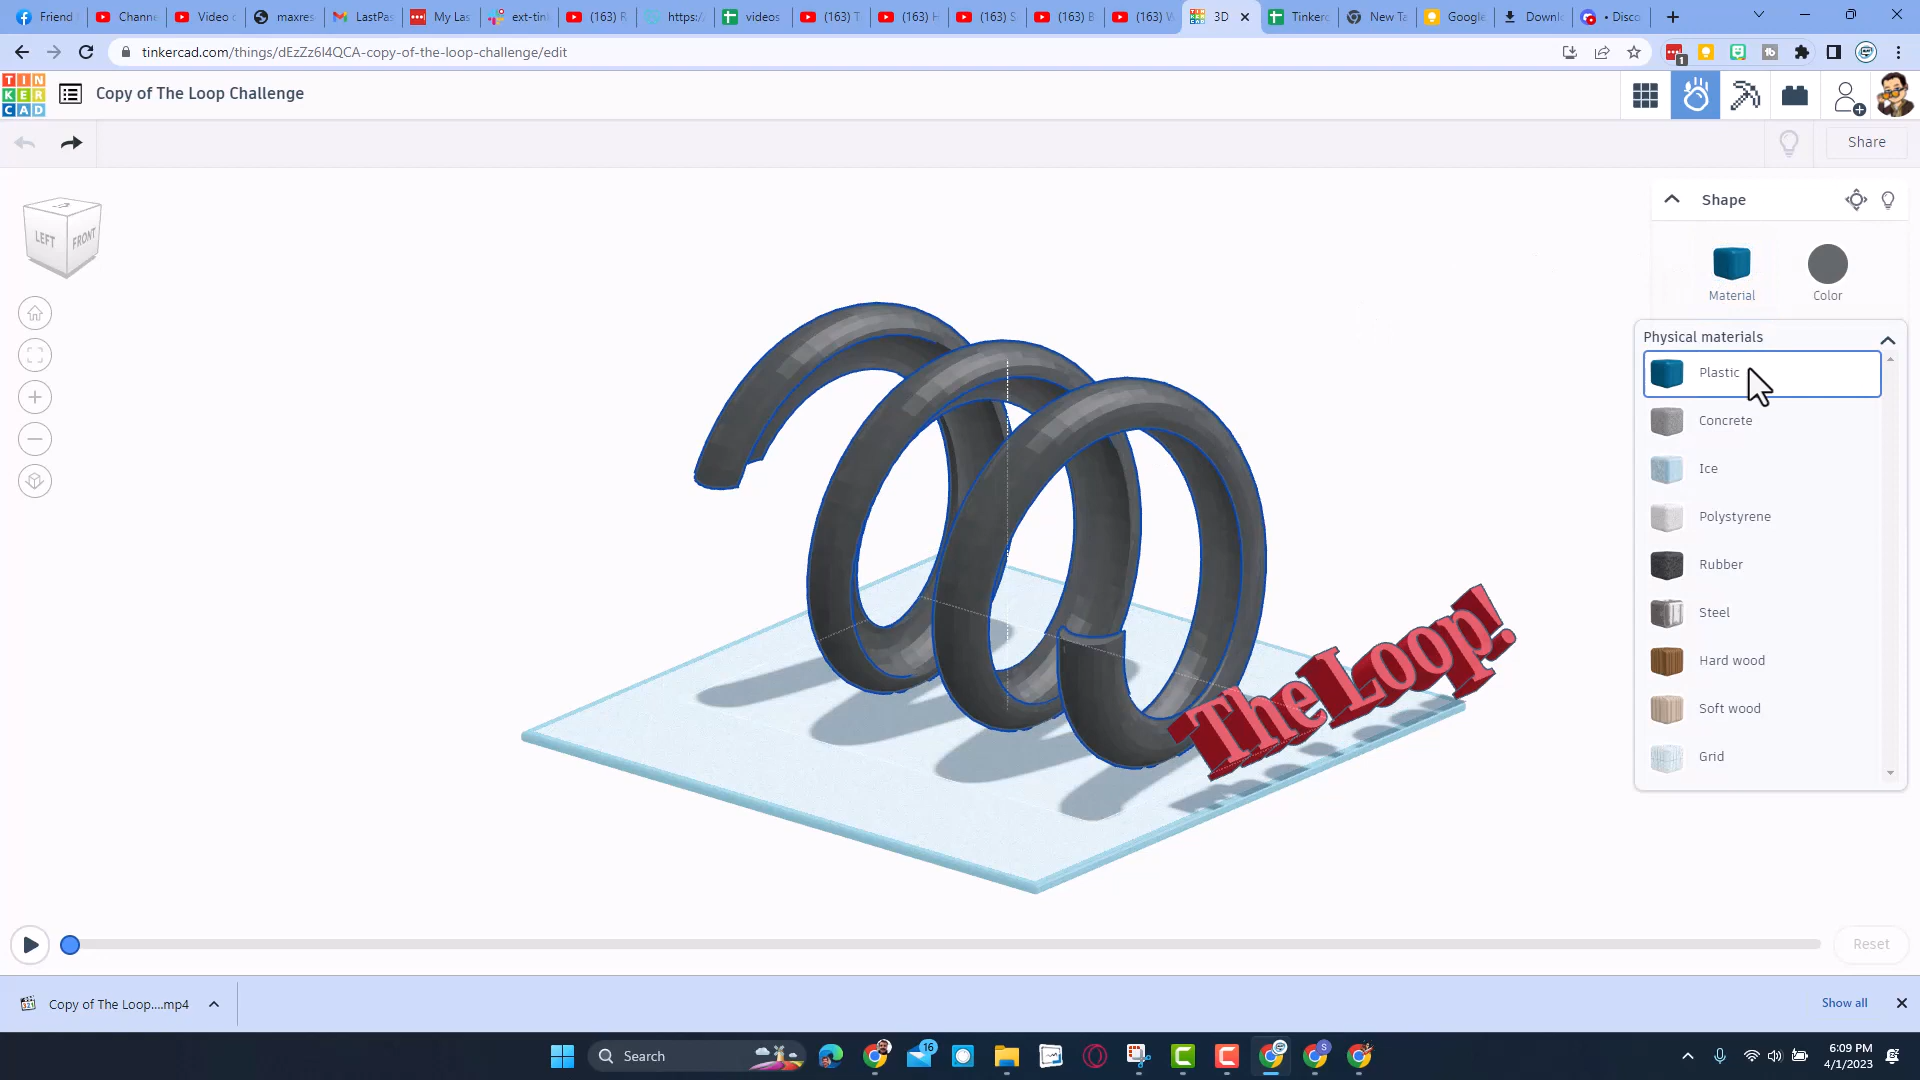 Friend
Channe
Video c
maxres
LastPas
My Las
ext-tin
(163) R
https:/
videos
(163) T
(163) H
(163) S
(163) B
(163) W
3D
Tinkerc
New Ta
Google
Downl
• Disco
tinkercad.com/things/dEzZz6I4QCA-copy-of-the-loop-challenge/edit
1
TIN
KER
CAD
Copy of The Loop Challenge
Share
LEFT
FRONT
Shape
Material
Color
Physical materials
Plastic
Concrete
Ice
Polystyrene
Rubber
Steel
Hard wood
Soft wood
Grid
The Loop!
Reset
Copy of The Loop....mp4
Show all
Search
16
S
6:09 PM
4/1/2023